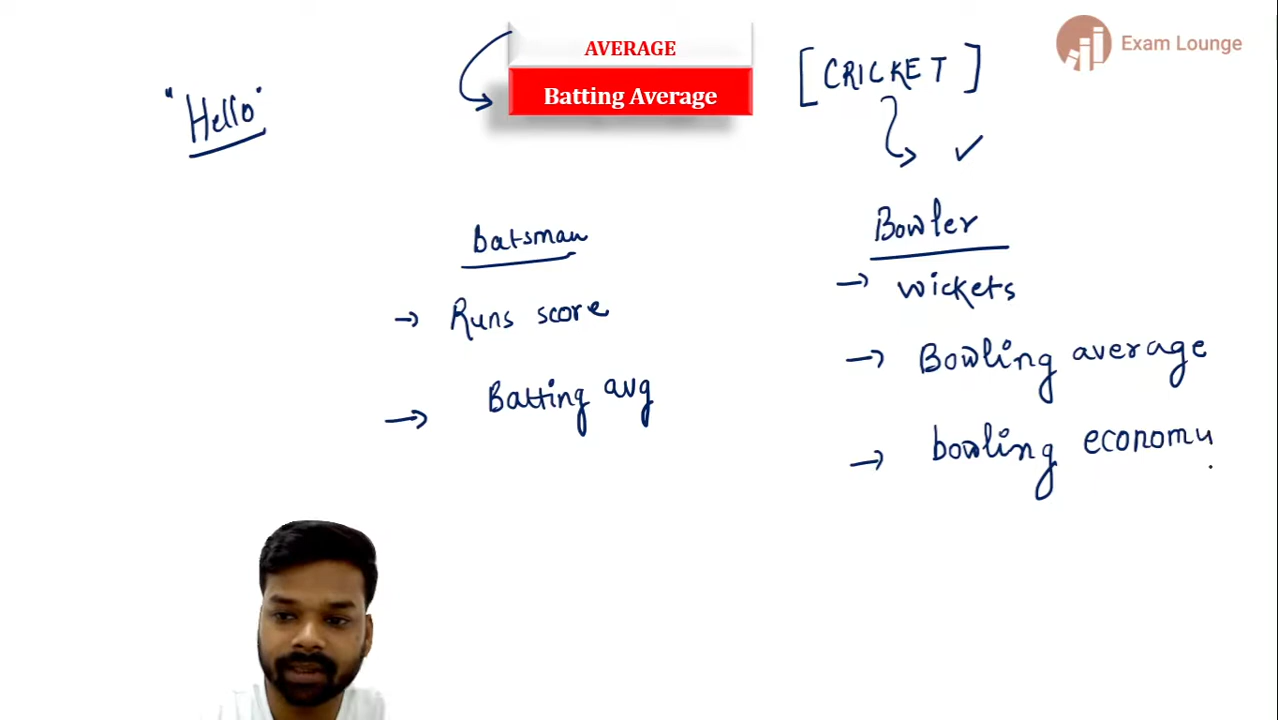 AVERAGE
Batting Average
[CRICKET]
Exam Lounge
"Hello"
✓
Batsman
→ Runs score
→ Batting avg
Bowler
→ wickets
→ Bowling average
→ bowling economy